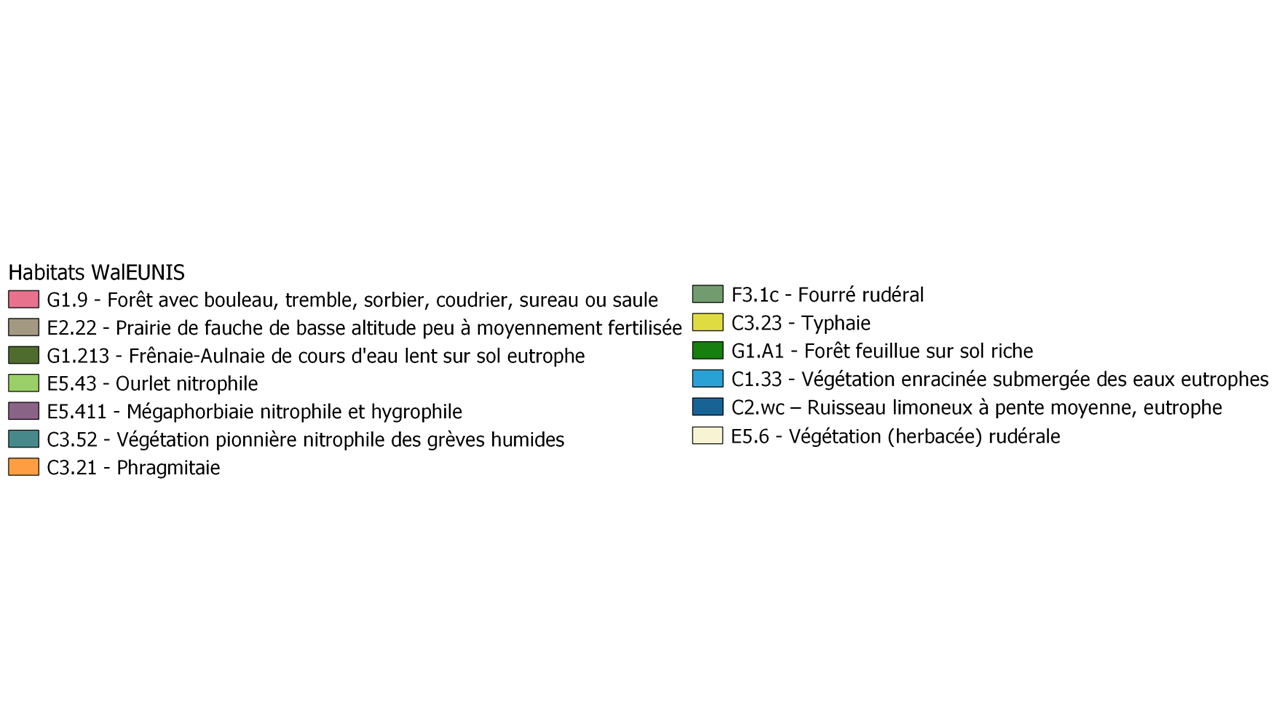 Habitats WalEUNIS
G1.9 - Forêt avec bouleau, tremble, sorbier, coudrier, sureau ou saule
E2.22 - Prairie de fauche de basse altitude peu à moyennement fertilisée
G1.213 - Frênaie-Aulnaie de cours d'eau lent sur sol eutrophe
E5.43 - Ourlet nitrophile
E5.411 - Mégaphorbiaie nitrophile et hygrophile
C3.52 - Végétation pionnière nitrophile des grèves humides
C3.21 - Phragmitaie
F3.1c - Fourré rudéral
C3.23 - Typhaie
G1.A1 - Forêt feuillue sur sol riche
C1.33 - Végétation enracinée submergée des eaux eutrophes
C2.wc – Ruisseau limoneux à pente moyenne, eutrophe
E5.6 - Végétation (herbacée) rudérale